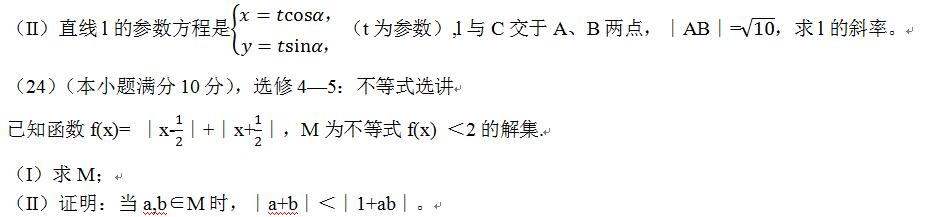 （II）直线l的参数方程是{x = tcosα，y = tsinα，（t为参数）,l与C交于A、B两点，∣AB∣=√10，求l的斜率。
（24）（本小题满分10分），选修4—5：不等式选讲
已知函数f(x)= ∣x-1/2∣+∣x+1/2∣，M为不等式f(x) ＜2的解集.
（I）求M；
（II）证明：当a,b∈M时，∣a+b∣＜∣1+ab∣。